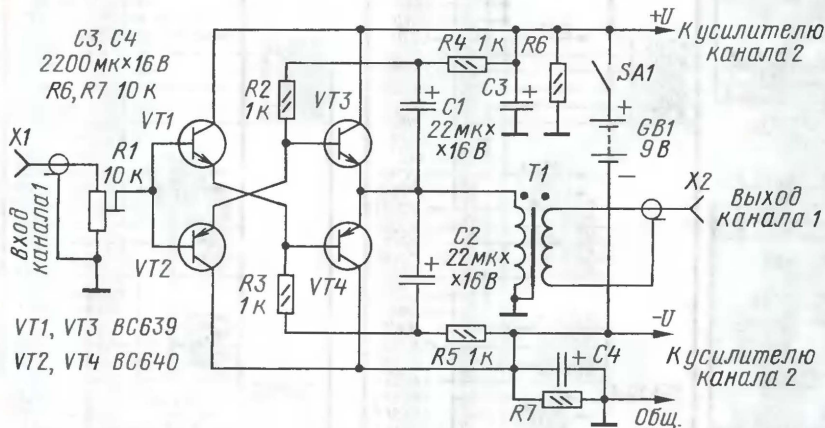 C3, C4
2200 мк×16 В
R6, R7 10 к
X1
R1
10 к
Вход
канала 1
VT1
VT2
R2
1 к
VT3
R3
1 к
VT4
R4 1 к
R6
C1
22 мк×
×16 В
C3
+
+
+U
К усилителю
канала 2
SA1
+
GB1
9 В
−
T1
X2
Выход
канала 1
C2
22 мк×
×16 В
+
R5 1 к
−U
К усилителю
канала 2
+ C4
R7
Общ.
VT1, VT3 BC639
VT2, VT4 BC640